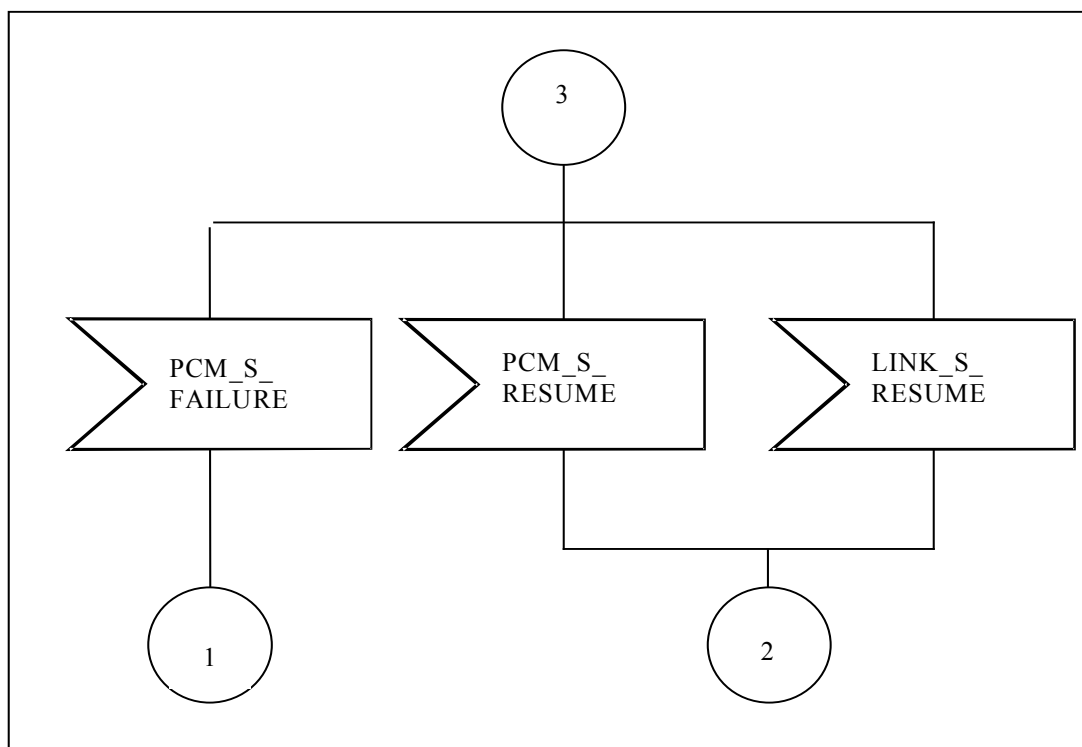 3
PCM_S_
FAILURE
PCM_S_
RESUME
LINK_S_
RESUME
1
2